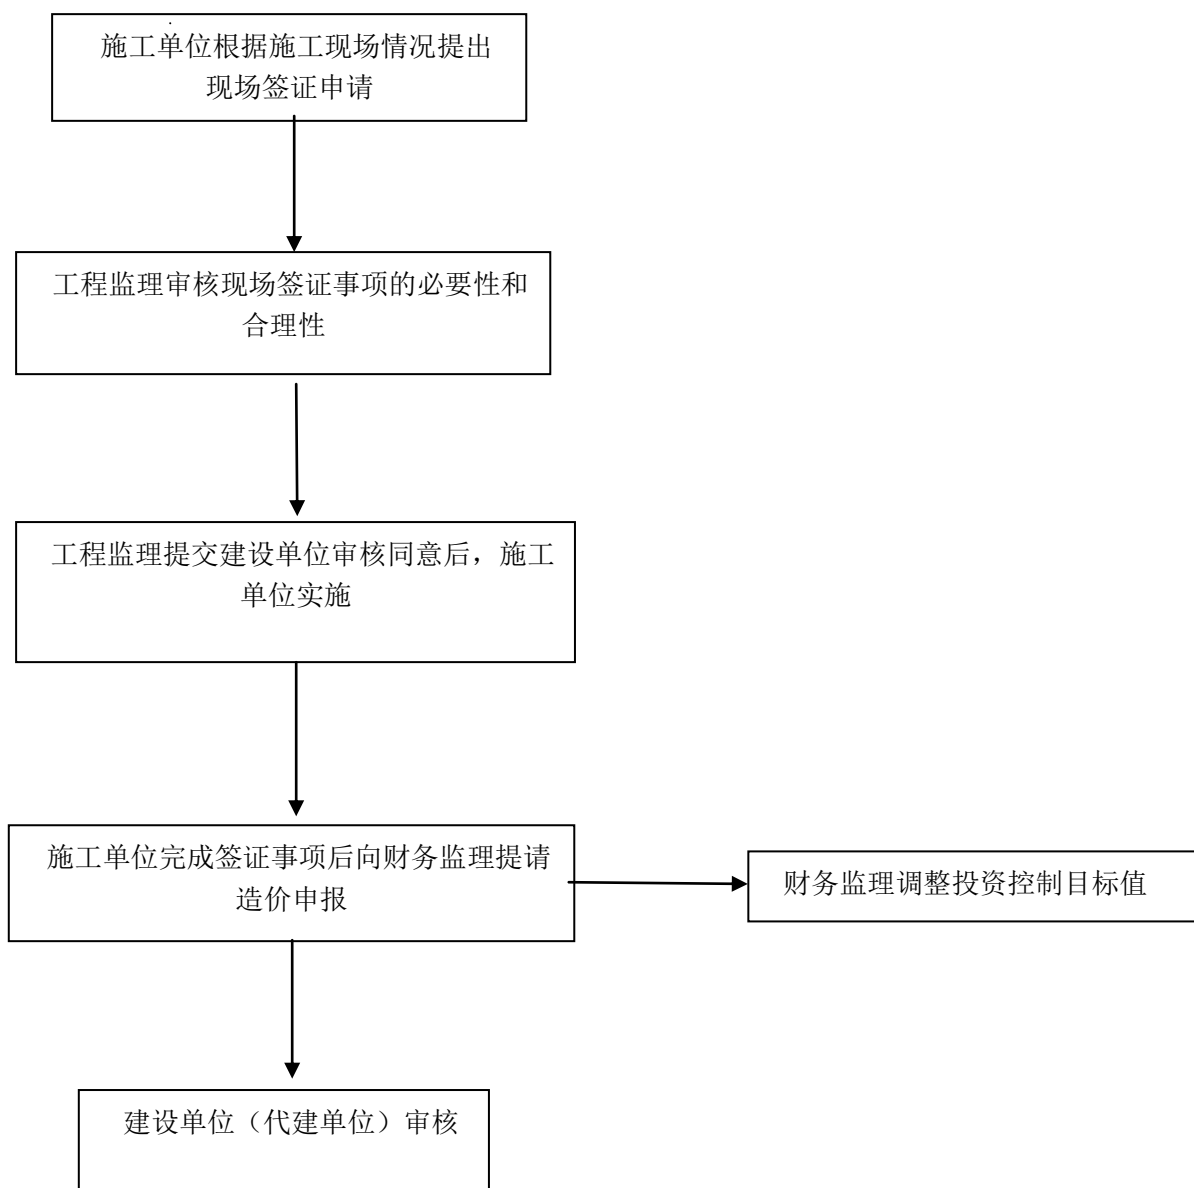 施工单位根据施工现场情况提出
现场签证申请
工程监理审核现场签证事项的必要性和
合理性
工程监理提交建设单位审核同意后，施工
单位实施
施工单位完成签证事项后向财务监理提请
造价申报
财务监理调整投资控制目标值
建设单位（代建单位）审核